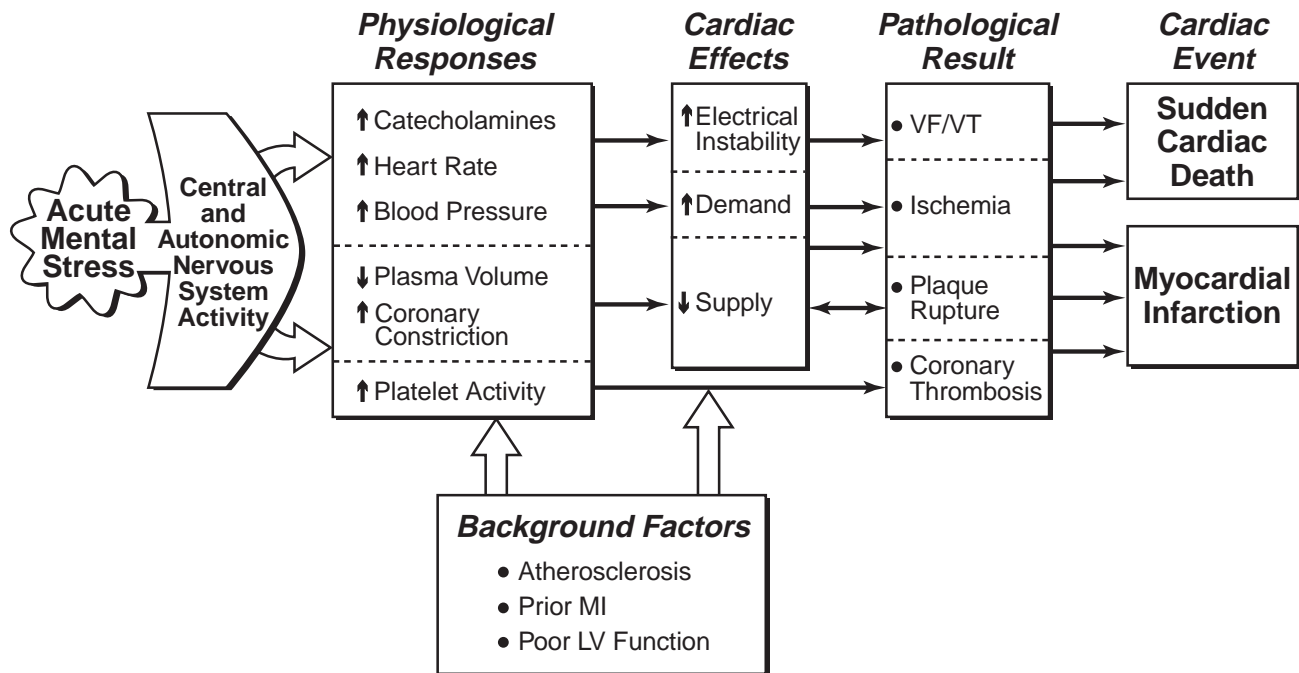 Physiological
Responses
Cardiac
Effects
Pathological
Result
Cardiac
Event
Acute
Mental
Stress
Central
and
Autonomic
Nervous
System
Activity
Catecholamines
Heart Rate
Blood Pressure
Plasma Volume
Coronary
Constriction
Platelet Activity
Electrical
Instability
Demand
Supply
VF/VT
Ischemia
Plaque
Rupture
Coronary
Thrombosis
Sudden
Cardiac
Death
Myocardial
Infarction
Background Factors
Atherosclerosis
Prior MI
Poor LV Function